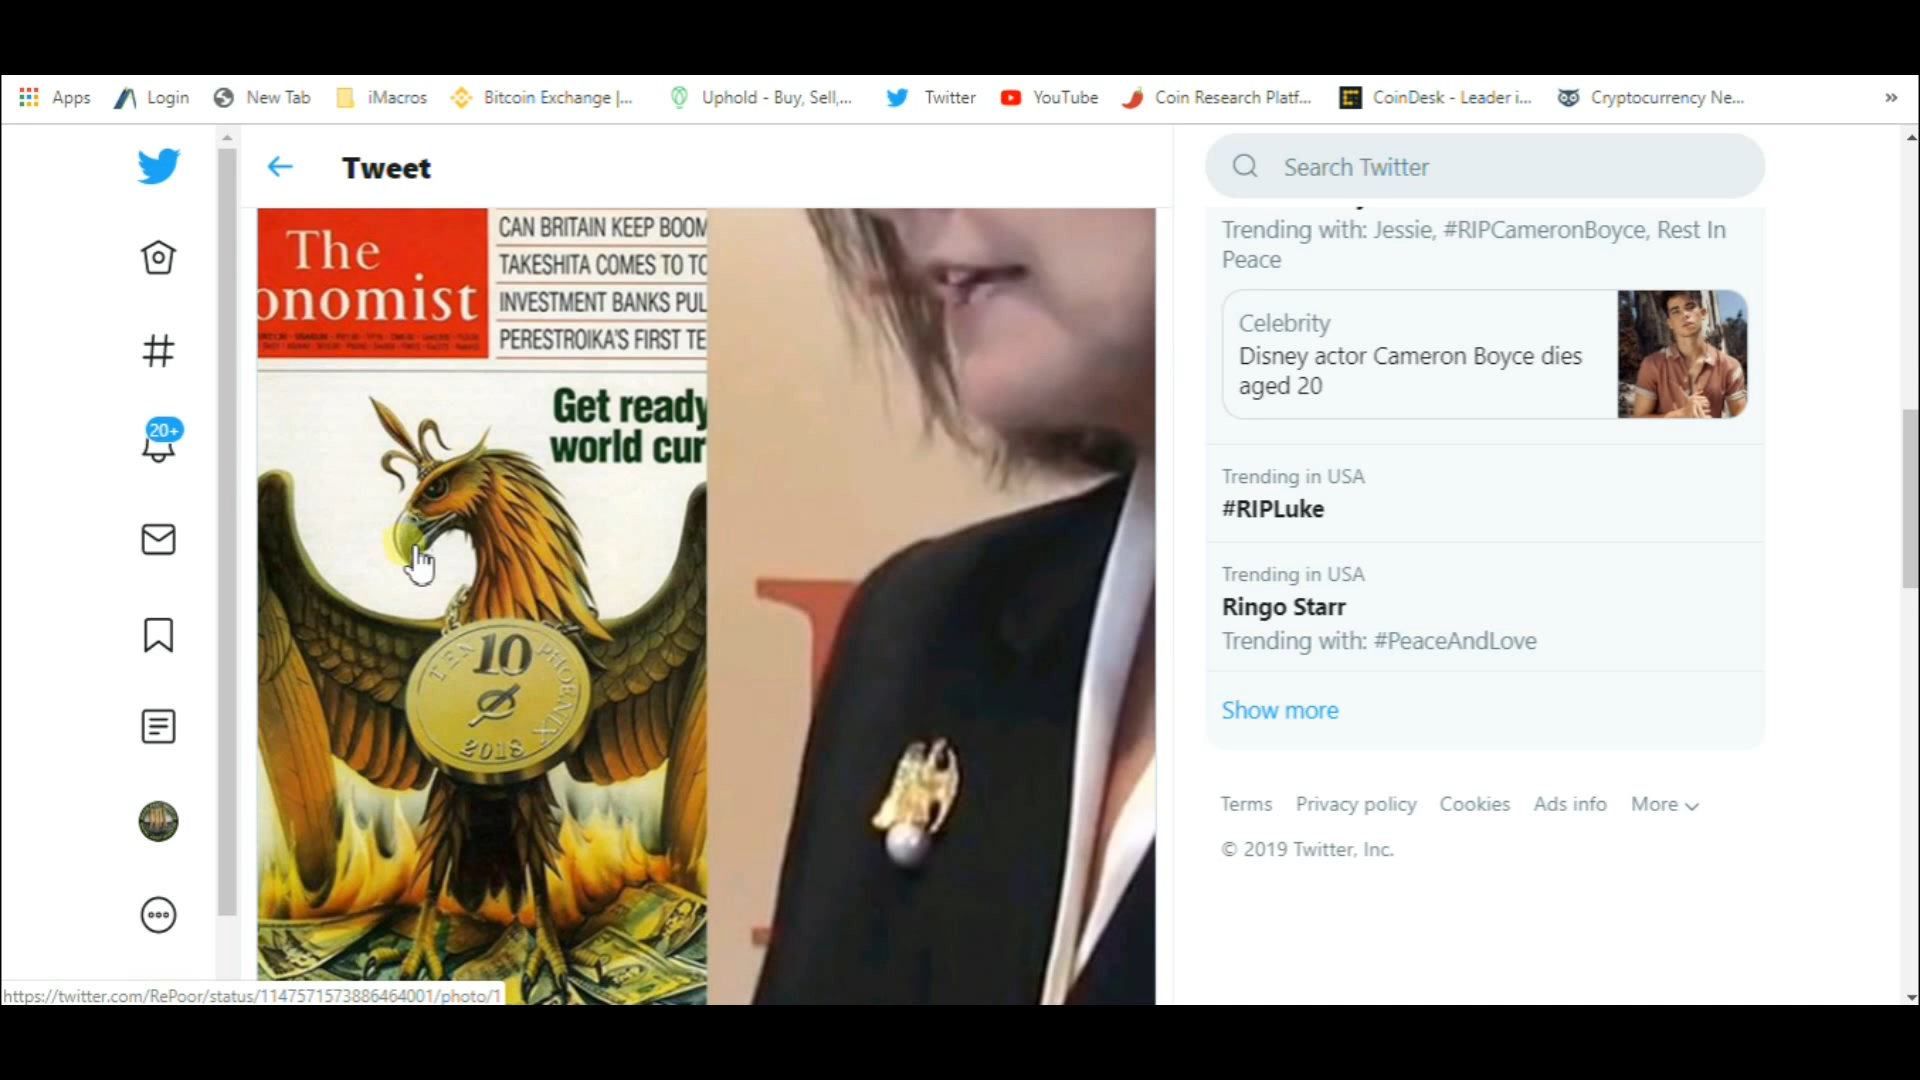 Apps
Login
New Tab
iMacros
Bitcoin Exchange |...
Uphold - Buy, Sell,...
Twitter
YouTube
Coin Research Platf...
CoinDesk - Leader i...
Cryptocurrency Ne...
»
Tweet
Search Twitter
20+
The
onomist
CAN BRITAIN KEEP BOOM
TAKESHITA COMES TO TO
INVESTMENT BANKS PUL
PERESTROIKA'S FIRST TE
Get ready
world cur
TEN
10
PHOENIX
2018
Trending with: Jessie, #RIPCameronBoyce, Rest In
Peace
Celebrity
Disney actor Cameron Boyce dies
aged 20
Trending in USA
#RIPLuke
Trending in USA
Ringo Starr
Trending with: #PeaceAndLove
Show more
Terms Privacy policy Cookies Ads info More
© 2019 Twitter, Inc.
https://twitter.com/RePoor/status/1147571573886464001/photo/1